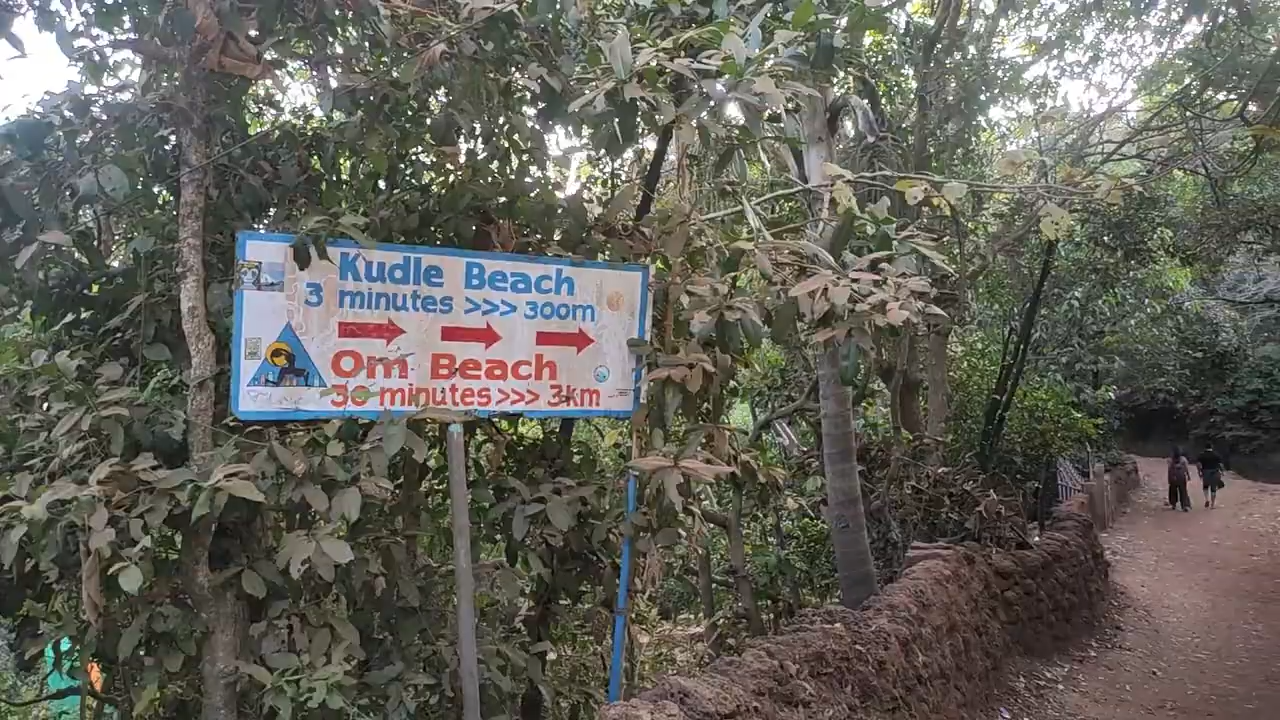 Kudle Beach
3 minutes >>> 300m
Om Beach
30 minutes >>> 3km